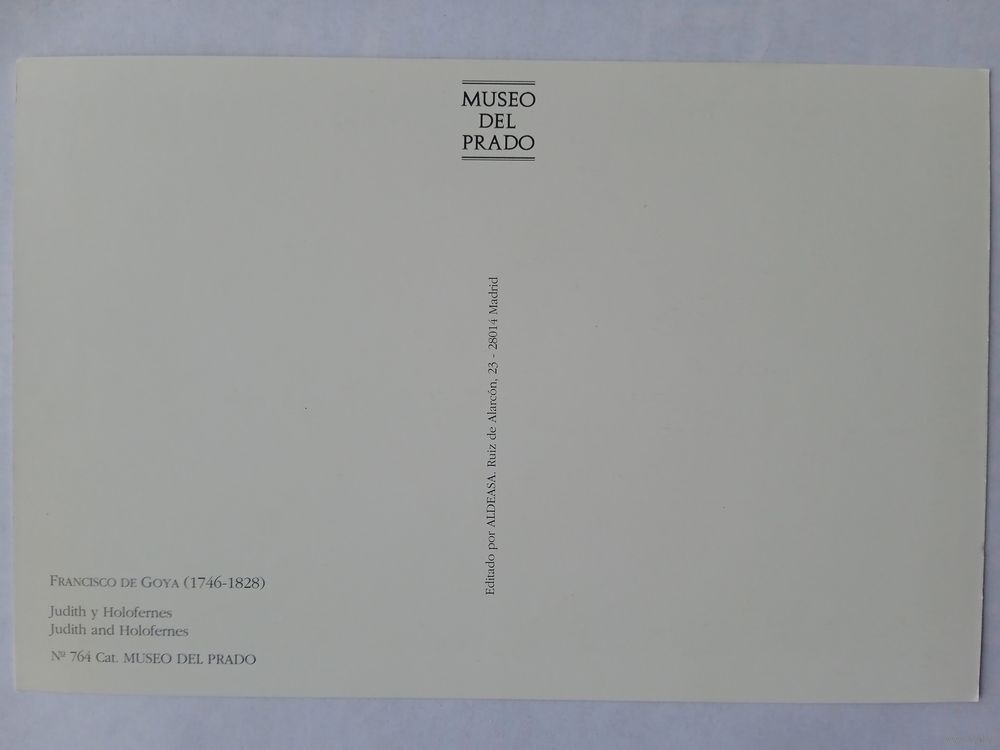 MUSEO
DEL
PRADO
Editado por ALDEASA. Ruiz de Alarcón, 23 - 28014 Madrid
FRANCISCO DE GOYA (1746-1828)
Judith y Holofernes
Judith and Holofernes
Nº 764 Cat. MUSEO DEL PRADO